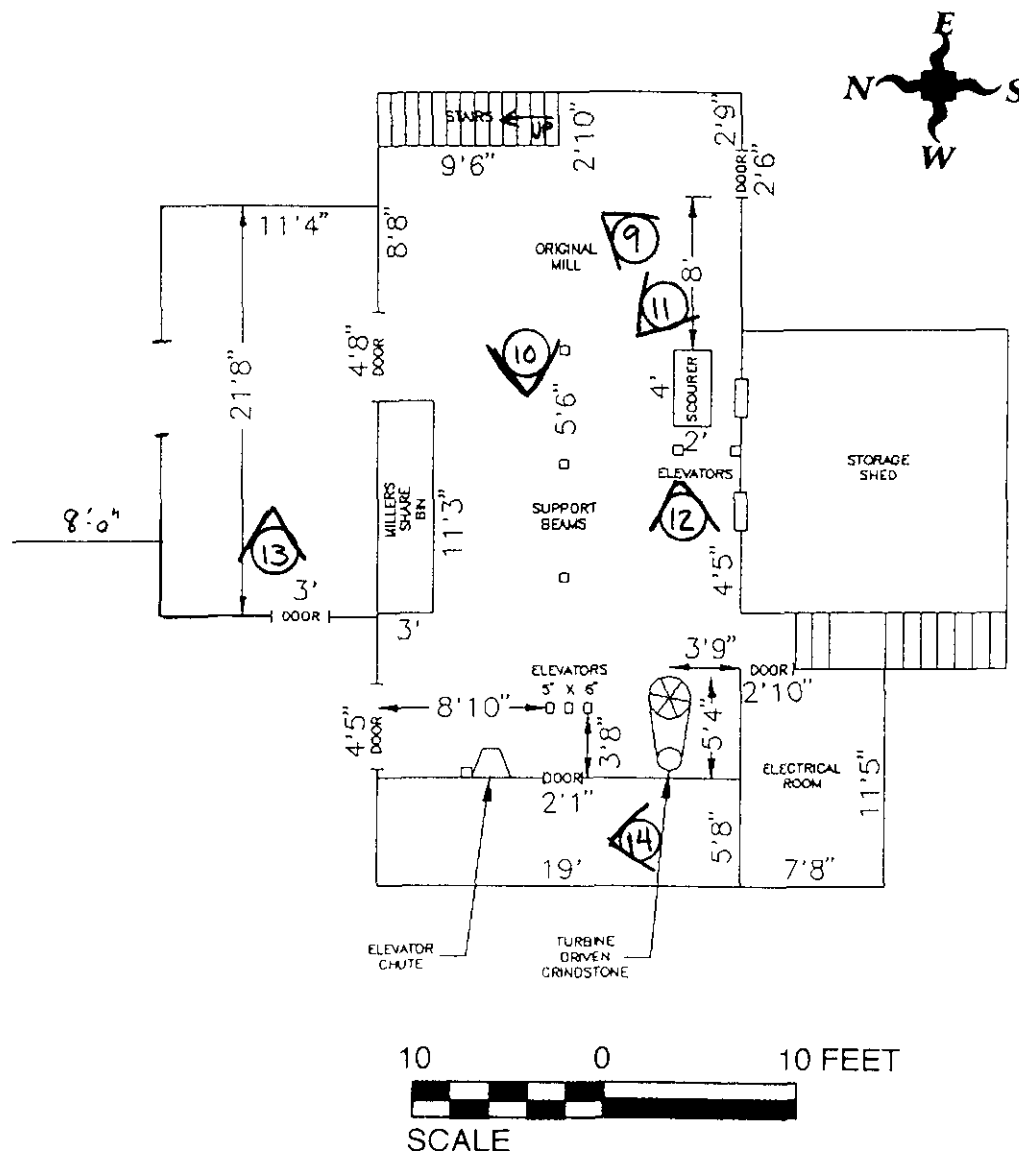 E
N S
W
STAIRS
UP
9'6"
2'10"
2'9"
DOOR
2'6"
11'4"
8'8"
ORIGINAL
MILL
9
8'
11
21'8"
4'8"
DOOR
10
5'6"
4'
SCOURER
2'
ELEVATORS
STORAGE
SHED
MILLERS
SHARE
BIN
11'3"
SUPPORT
BEAMS
12
4'5"
8'-0"
13
3'
DOOR
3'
3'9"
DOOR
2'10"
ELEVATORS
5" X 6"
8'10"
4'5"
DOOR
3'8"
5'4"
ELECTRICAL
ROOM
11'5"
DOOR
2'1"
14
5'8"
19'
7'8"
ELEVATOR
CHUTE
TURBINE
DRIVEN
GRINDSTONE
10 0 10 FEET
SCALE